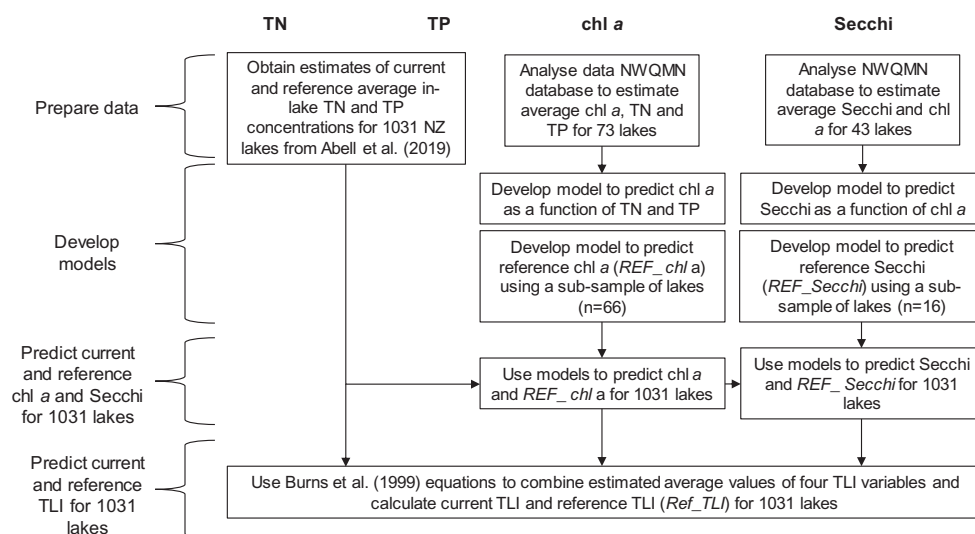 TN TP chl a Secchi
Prepare data
Obtain estimates of current
and reference average in-
lake TN and TP
concentrations for 1031 NZ
lakes from Abell et al. (2019)
Analyse data NWQMN
database to estimate
average chl a, TN and
TP for 73 lakes
Analyse NWQMN
database to estimate
average Secchi and chl
a for 43 lakes
Develop
models
Develop model to predict chl a
as a function of TN and TP
Develop model to predict
Secchi as a function of chl a
Develop model to predict
reference chl a (REF_chl a)
using a sub-sample of lakes
(n=66)
Develop model to predict
reference Secchi
(REF_Secchi) using a sub-
sample of lakes (n=16)
Predict current
and reference
chl a and Secchi
for 1031 lakes
Use models to predict chl a
and REF_ chl a for 1031 lakes
Use models to predict Secchi
and REF_ Secchi for 1031
lakes
Predict current
and reference
TLI for 1031
lakes
Use Burns et al. (1999) equations to combine estimated average values of four TLI variables and
calculate current TLI and reference TLI (Ref_TLI) for 1031 lakes